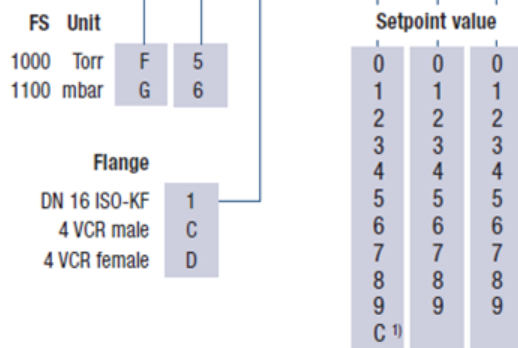 FS Unit
1000 Torr F 5
1100 mbar G 6
Flange
DN 16 ISO-KF 1
4 VCR male C
4 VCR female D
Setpoint value
0 0 0
1 1 1
2 2 2
3 3 3
4 4 4
5 5 5
6 6 6
7 7 7
8 8 8
9 9 9
C 1)